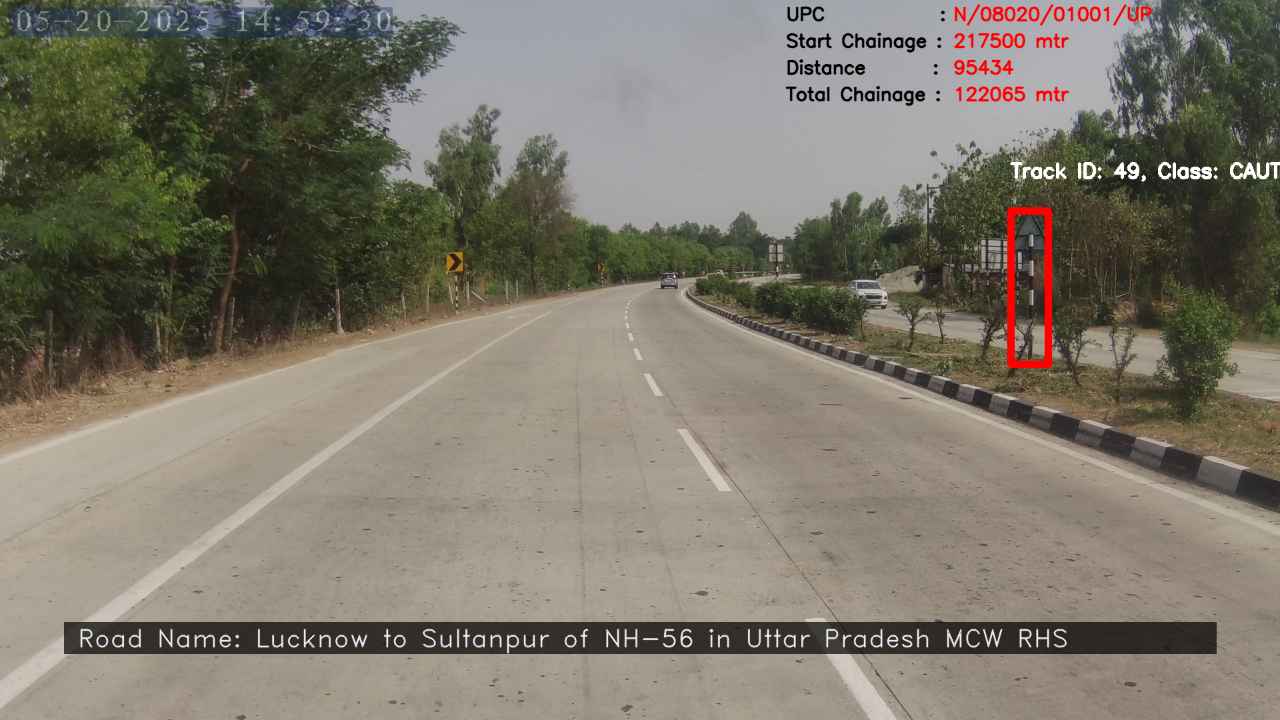 05-20-2025 14:59:30
UPC : N/08020/01001/UP
Start Chainage : 217500 mtr
Distance : 95434
Total Chainage : 122065 mtr
Track ID: 49, Class: CAUT
Road Name: Lucknow to Sultanpur of NH-56 in Uttar Pradesh MCW RHS